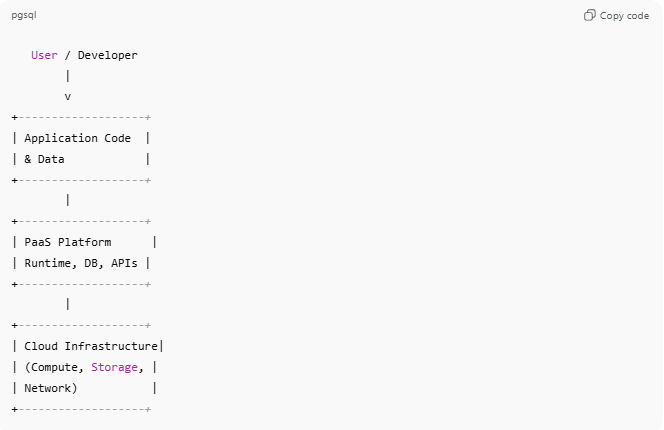 pgsql
Copy code
User / Developer
|
v
+-------------------+
| Application Code  |
| & Data            |
+-------------------+
|
+-------------------+
| PaaS Platform      |
| Runtime, DB, APIs |
+-------------------+
|
+-------------------+
| Cloud Infrastructure|
| (Compute, Storage, |
| Network)           |
+-------------------+